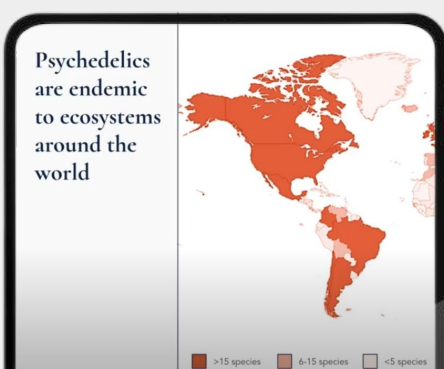 Psychedelics
are endemic
to ecosystems
around the
world
>15 species
6-15 species
<5 species